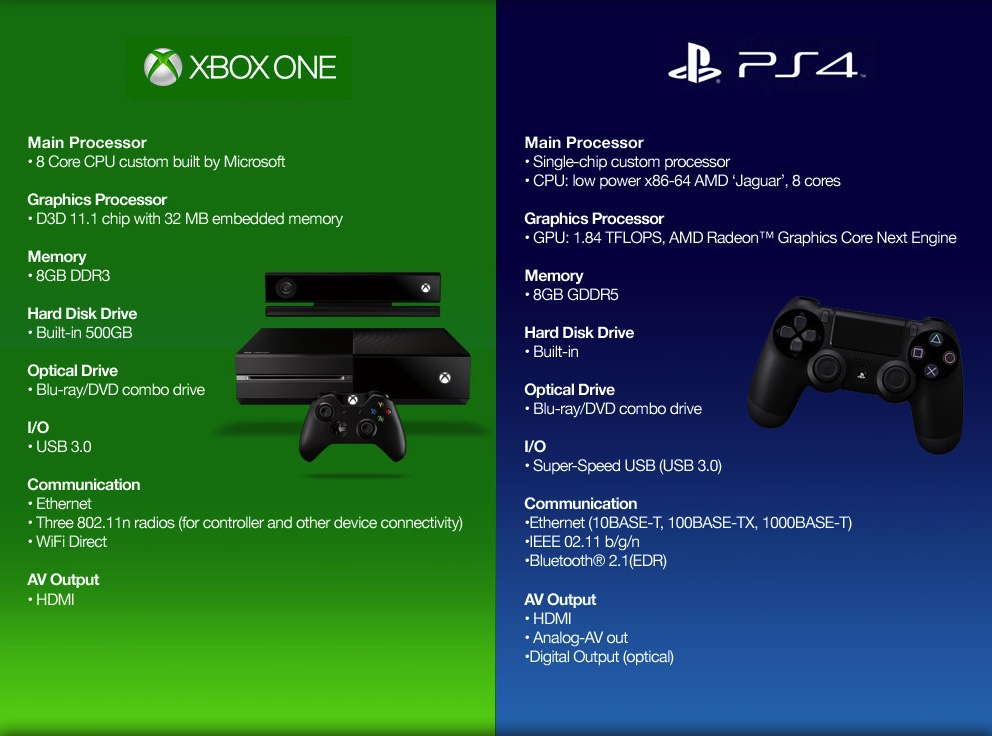 XBOX ONE
Main Processor
• 8 Core CPU custom built by Microsoft
Graphics Processor
• D3D 11.1 chip with 32 MB embedded memory
Memory
• 8GB DDR3
Hard Disk Drive
• Built-in 500GB
Optical Drive
• Blu-ray/DVD combo drive
I/O
• USB 3.0
Communication
• Ethernet
• Three 802.11n radios (for controller and other device connectivity)
• WiFi Direct
AV Output
• HDMI
PS4™
Main Processor
• Single-chip custom processor
• CPU: low power x86-64 AMD ‘Jaguar’, 8 cores
Graphics Processor
• GPU: 1.84 TFLOPS, AMD Radeon™ Graphics Core Next Engine
Memory
• 8GB GDDR5
Hard Disk Drive
• Built-in
Optical Drive
• Blu-ray/DVD combo drive
I/O
• Super-Speed USB (USB 3.0)
Communication
•Ethernet (10BASE-T, 100BASE-TX, 1000BASE-T)
•IEEE 02.11 b/g/n
•Bluetooth® 2.1(EDR)
AV Output
• HDMI
• Analog-AV out
•Digital Output (optical)